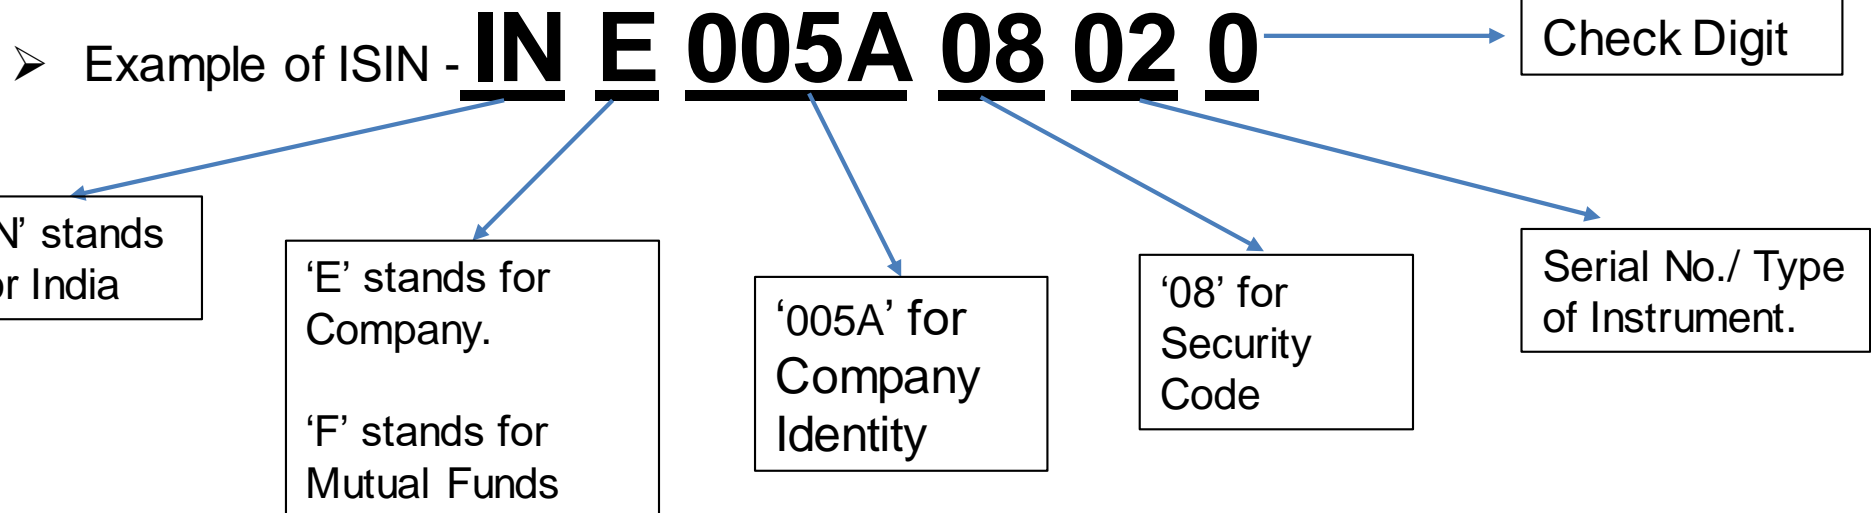 ➢ Example of ISIN - IN E 005A 08 02 0
Check Digit
N’ stands
r India
‘E’ stands for
Company.
‘F’ stands for
Mutual Funds
‘005A’ for
Company
Identity
‘08’ for
Security
Code
Serial No./ Type
of Instrument.